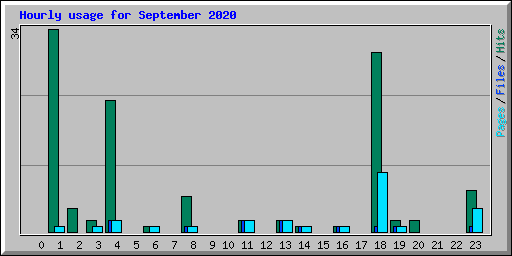 Hourly usage for September 2020
34
Pages/Files/Hits
0 1 2 3 4 5 6 7 8 9 10 11 12 13 14 15 16 17 18 19 20 21 22 23